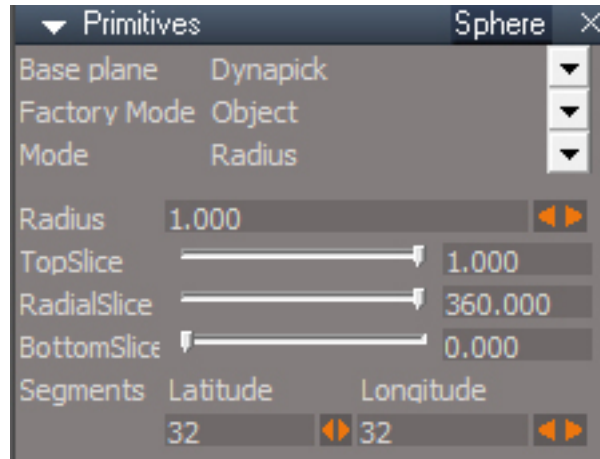 Primitives Sphere
Base plane Dynapick
Factory Mode Object
Mode Radius
Radius 1.000
TopSlice 1.000
RadialSlice 360.000
BottomSlice 0.000
Segments Latitude Longitude
32 32